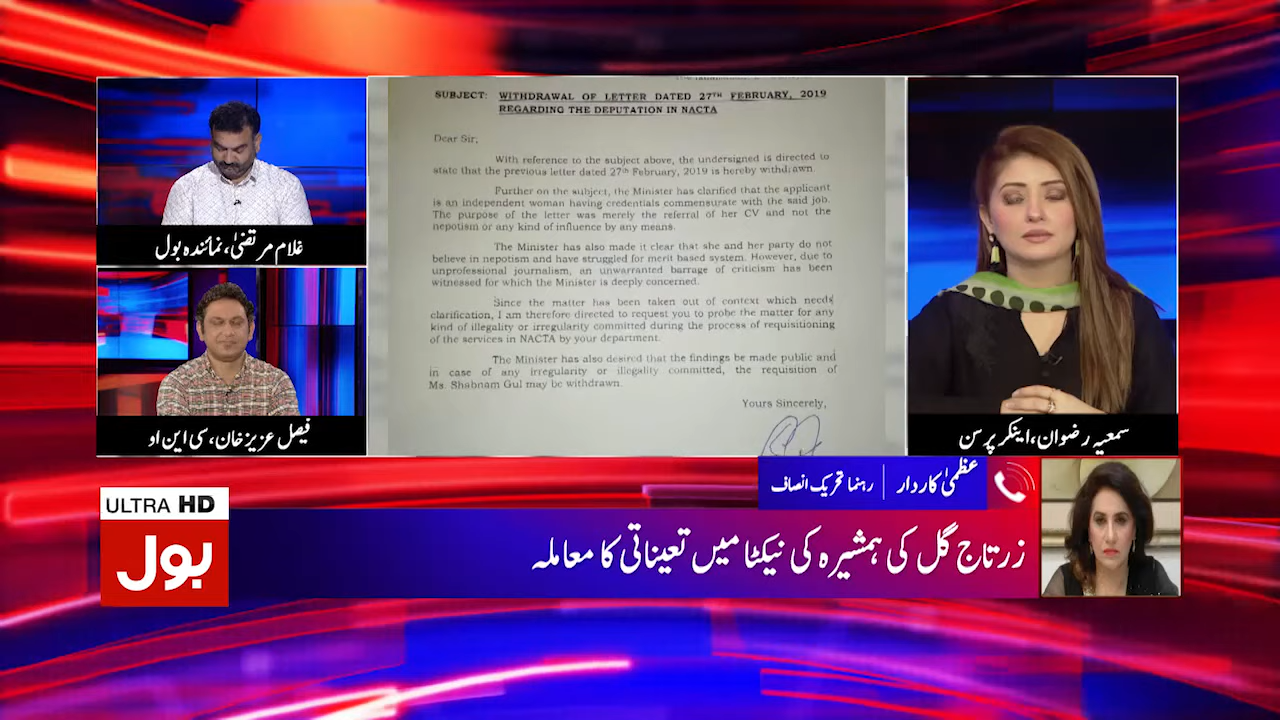 SUBJECT: WITHDRAWAL OF LETTER DATED 27TH FEBRUARY, 2019
REGARDING THE DEPUTATION IN NACTA
Dear Sir,
With reference to the subject above, the undersigned is directed to
state that the previous letter dated 27th February, 2019 is hereby withdrawn.
Further on the subject, the Minister has clarified that the applicant
is an independent woman having credentials commensurate with the said job.
The purpose of the letter was merely the referral of her CV and not the
nepotism or any kind of influence by any means.
The Minister has also made it clear that she and her party do not
believe in nepotism and have struggled for merit based system. However, due to
unprofessional journalism, an unwarranted barrage of criticism has been
witnessed for which the Minister is deeply concerned.
Since the matter has been taken out of context which needs
clarification, I am therefore directed to request you to probe the matter for any
kind of illegality or irregularity committed during the process of requisitioning
of the services in NACTA by your department.
The Minister has also desired that the findings be made public and
in case of any irregularity or illegality committed, the requisition of
Ms. Shabnam Gul may be withdrawn.
Yours Sincerely,
غلام مرتضیٰ، نمائندہ بول
فیصل عزیز خان، سی این او
سمعیہ رضوان، اینکر پرسن
عظمیٰ کاردار | رہنما تحریک انصاف
زرتاج گل کی ہمشیرہ کی نیکٹا میں تعیناتی کا معاملہ
ULTRA HD
بول